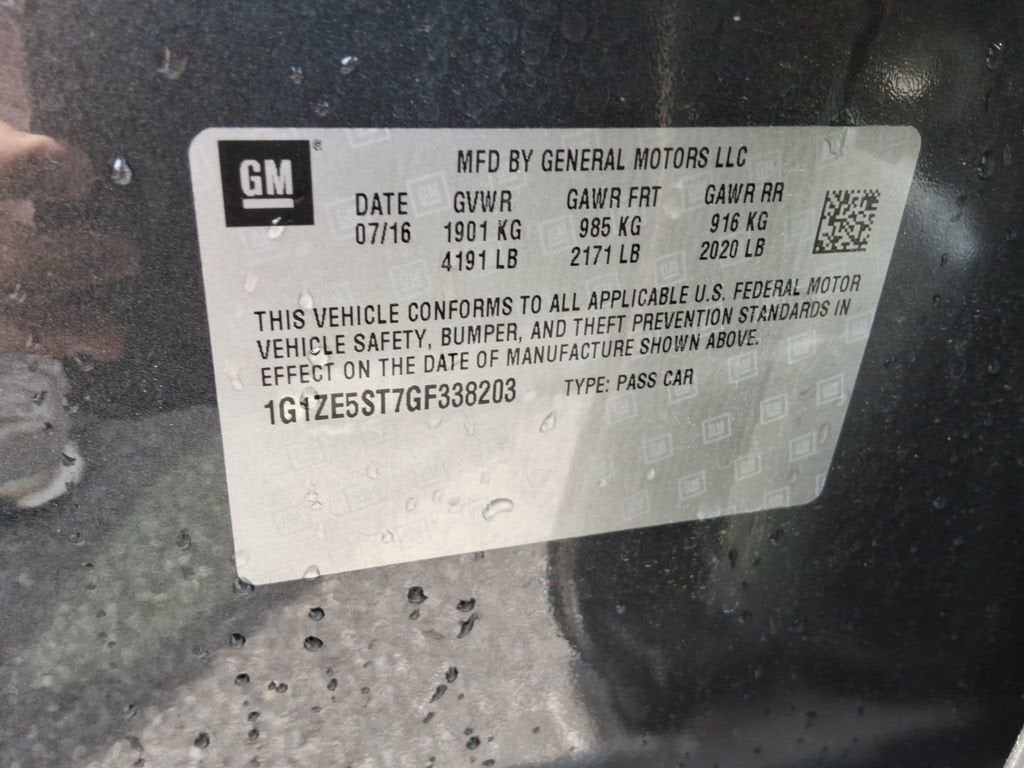 GM®
MFD BY GENERAL MOTORS LLC
DATE GVWR GAWR FRT GAWR RR
07/16 1901 KG 985 KG 916 KG
4191 LB 2171 LB 2020 LB
THIS VEHICLE CONFORMS TO ALL APPLICABLE U.S. FEDERAL MOTOR
VEHICLE SAFETY, BUMPER, AND THEFT PREVENTION STANDARDS IN
EFFECT ON THE DATE OF MANUFACTURE SHOWN ABOVE.
1G1ZE5ST7GF338203 TYPE: PASS CAR